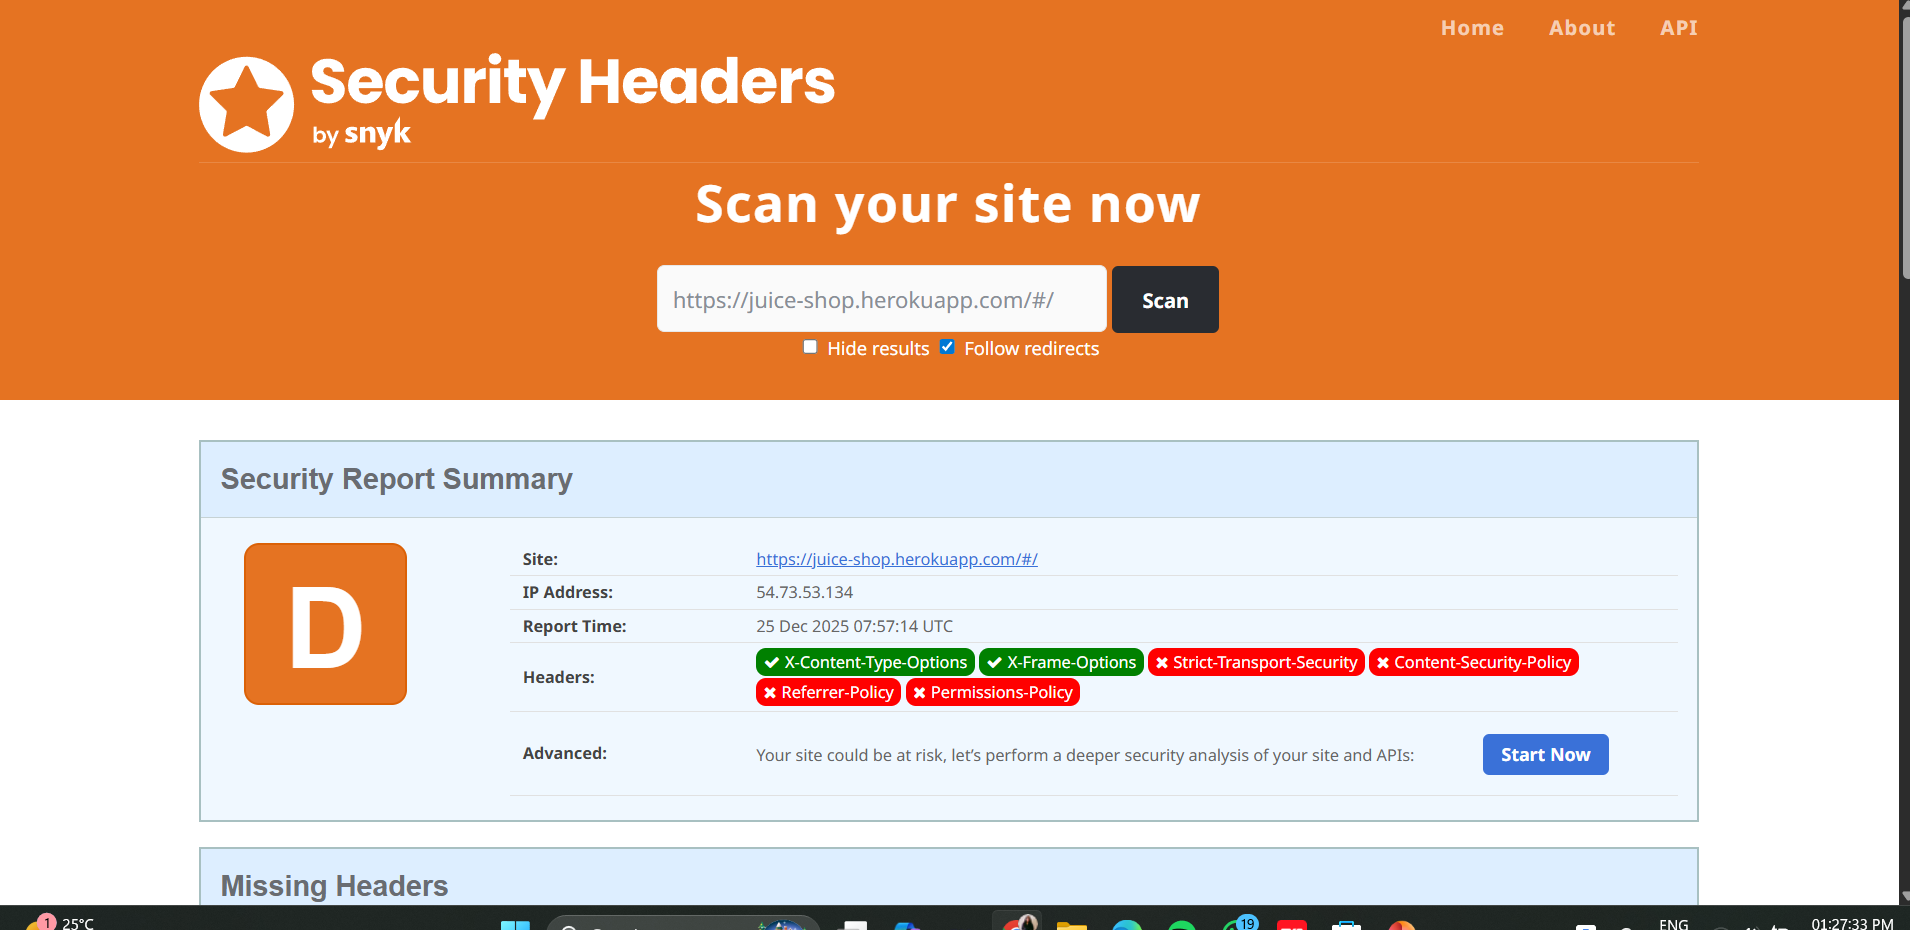 Home About API
Security Headers
by snyk
Scan your site now
https://juice-shop.herokuapp.com/#/ Scan
Hide results Follow redirects
Security Report Summary
D
Site: https://juice-shop.herokuapp.com/#/
IP Address: 54.73.53.134
Report Time: 25 Dec 2025 07:57:14 UTC
Headers: X-Content-Type-Options X-Frame-Options Strict-Transport-Security Content-Security-Policy
Referrer-Policy Permissions-Policy
Advanced: Your site could be at risk, let’s perform a deeper security analysis of your site and APIs: Start Now
Missing Headers
1 25°C 19 ENG 01:27:33 PM